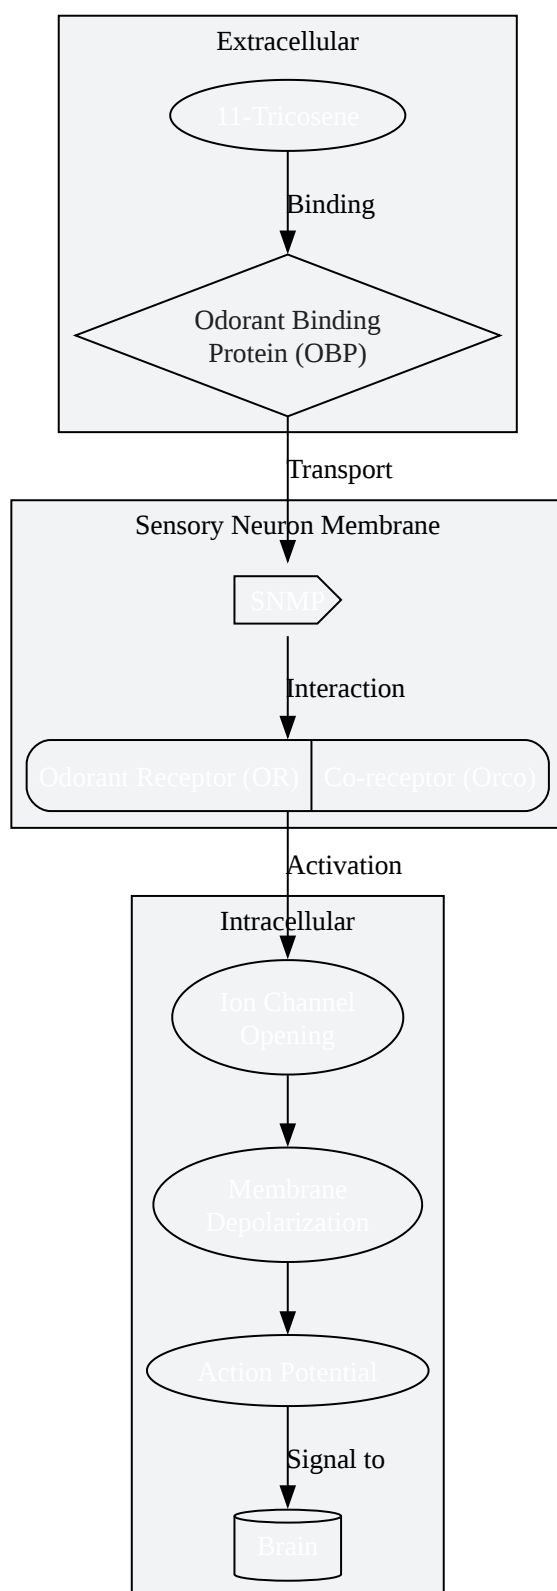 Extracellular
11-Tricosene
Binding
Odorant Binding
Protein (OBP)
Transport
Sensory Neuron Membrane
SNMP
Interaction
Odorant Receptor (OR) Co-receptor (Orco)
Activation
Intracellular
Ion Channel
Opening
Membrane
Depolarization
Action Potential
Signal to
Brain